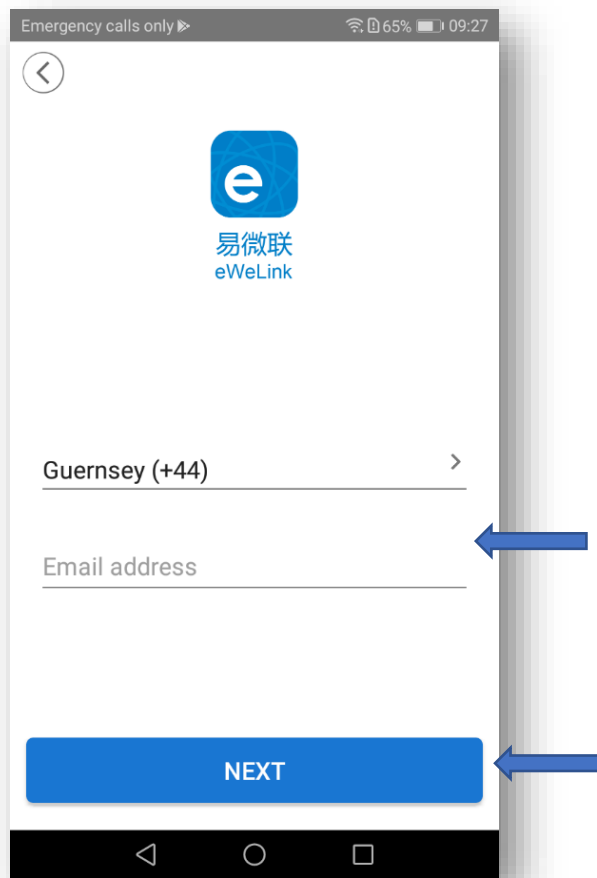 Emergency calls only 65% 09:27
e
易微联
eWeLink
Guernsey (+44)
Email address
NEXT